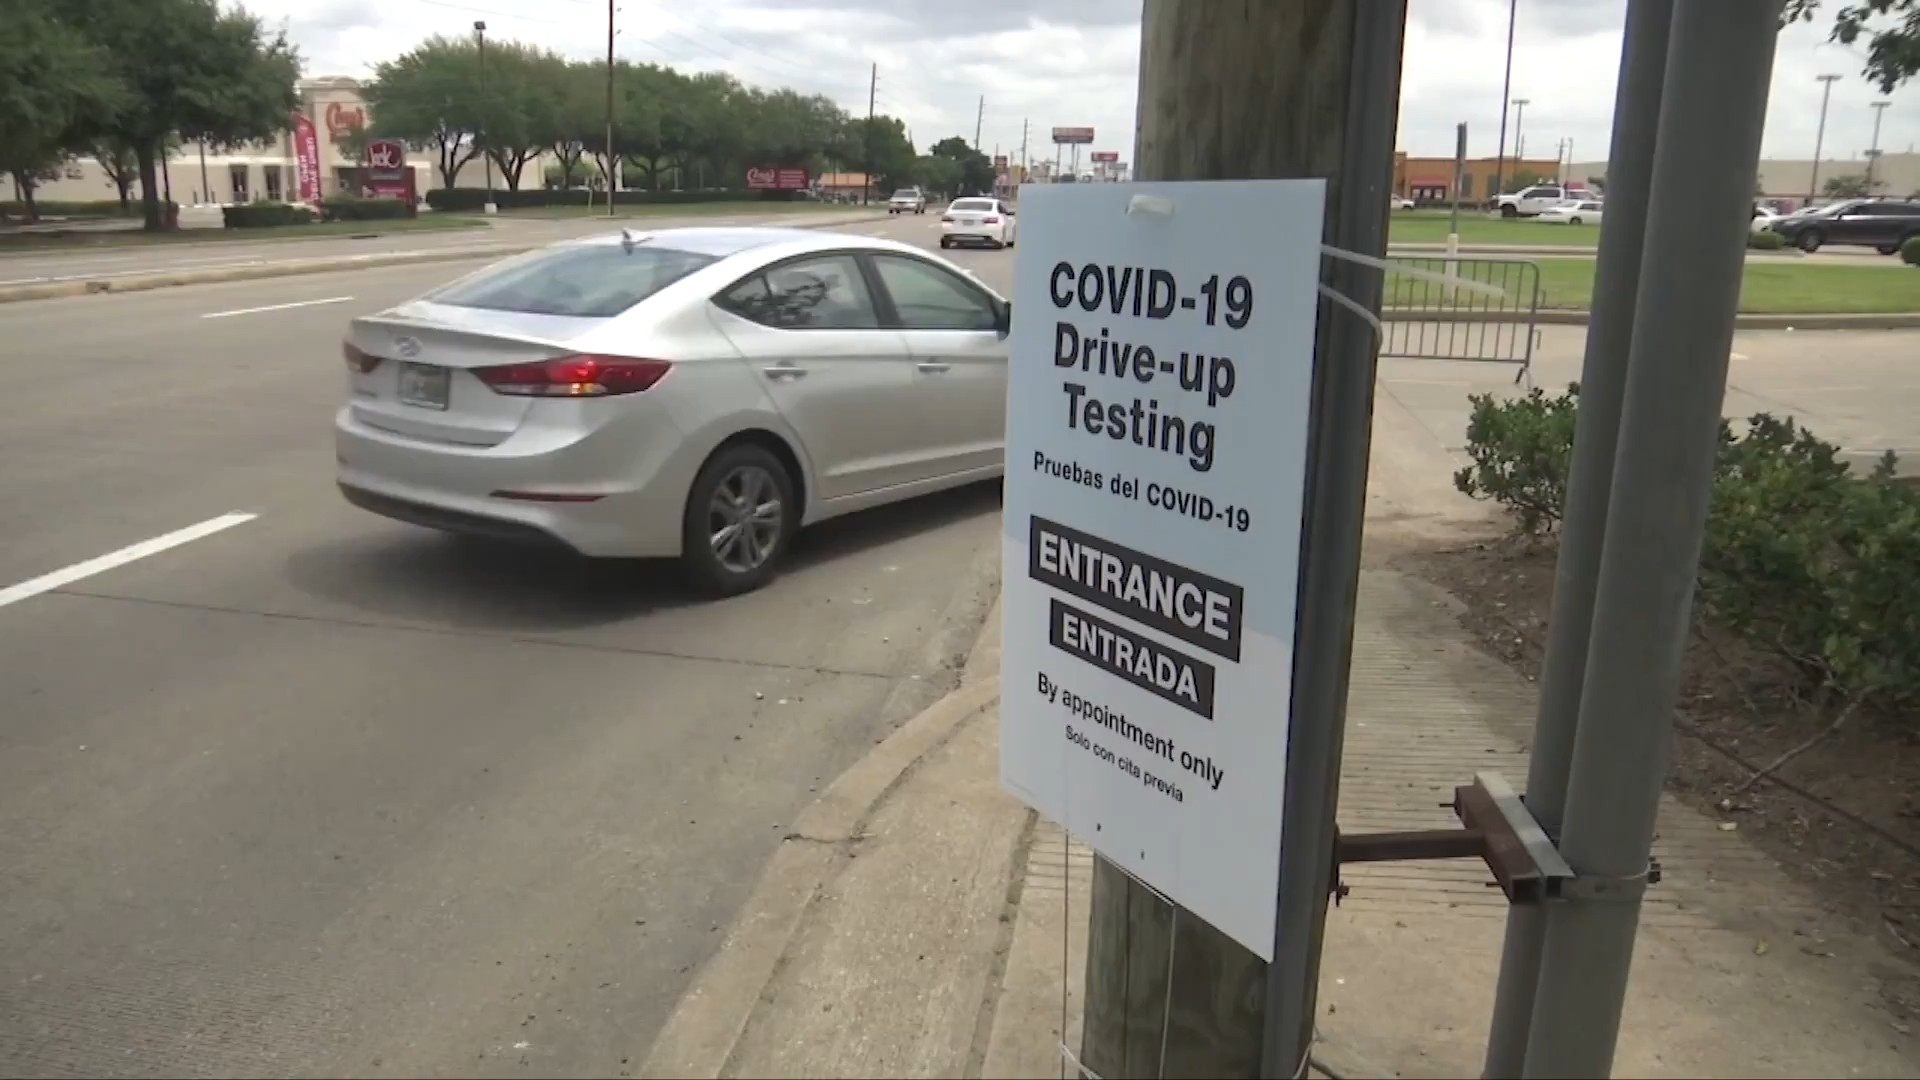 COVID-19
Drive-up
Testing
Pruebas del COVID-19
ENTRANCE
ENTRADA
By appointment only
Solo con cita previa